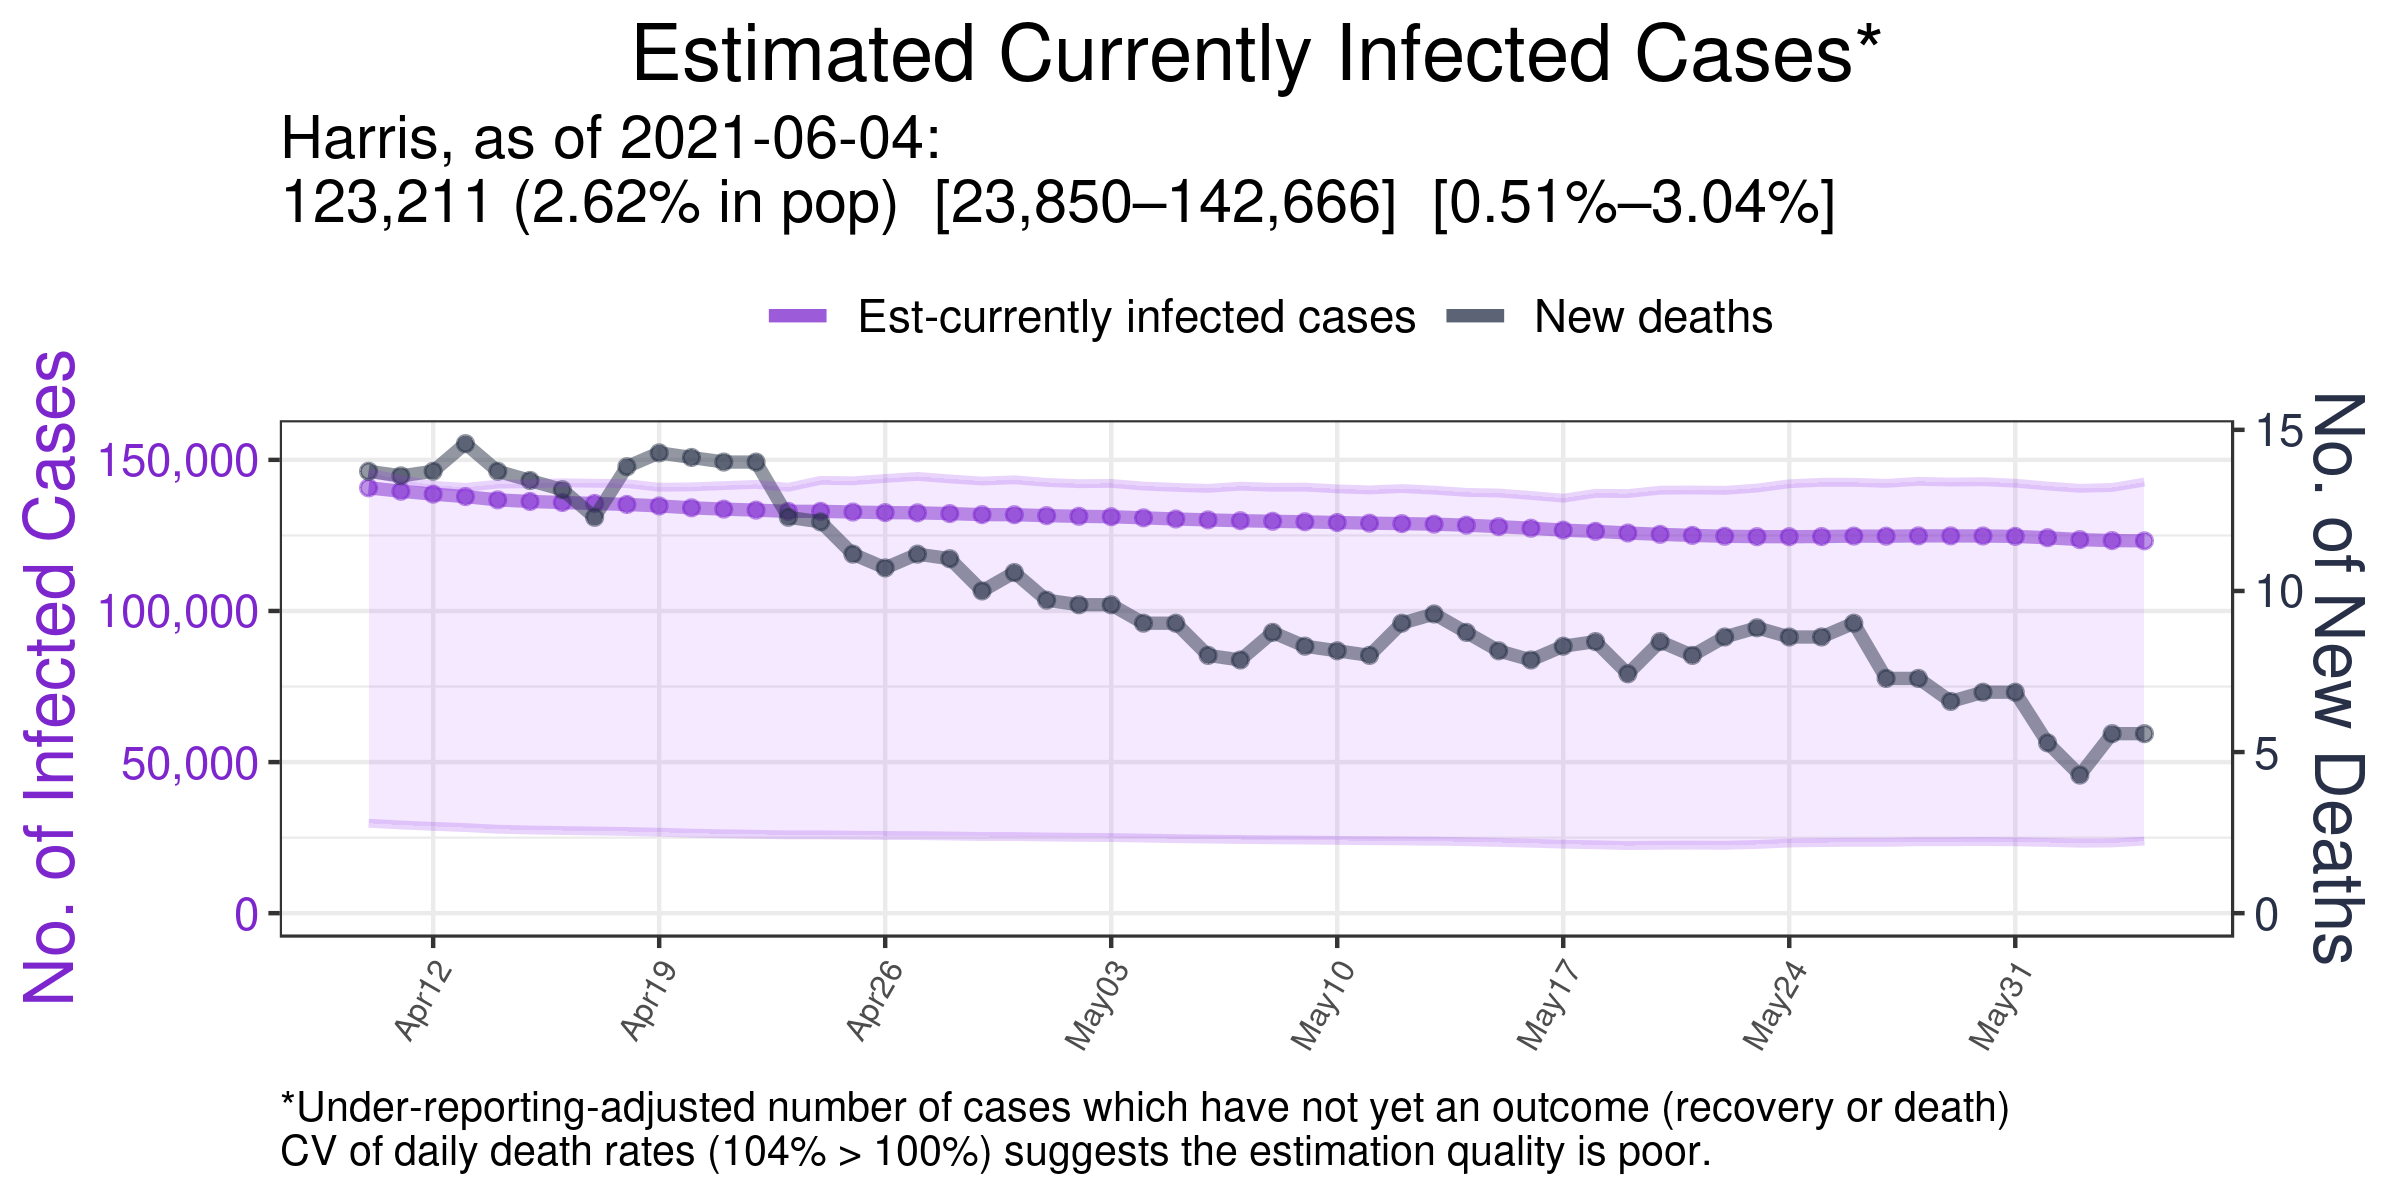 Estimated Currently Infected Cases*
Harris, as of 2021-06-04:
123,211 (2.62% in pop)  [23,850–142,666]  [0.51%–3.04%]
Est-currently infected cases
New deaths
No. of Infected Cases
150,000
100,000
50,000
0
15
10
5
0
No. of New Deaths
Apr12
Apr19
Apr26
May03
May10
May17
May24
May31
*Under-reporting-adjusted number of cases which have not yet an outcome (recovery or death)
CV of daily death rates (104% > 100%) suggests the estimation quality is poor.